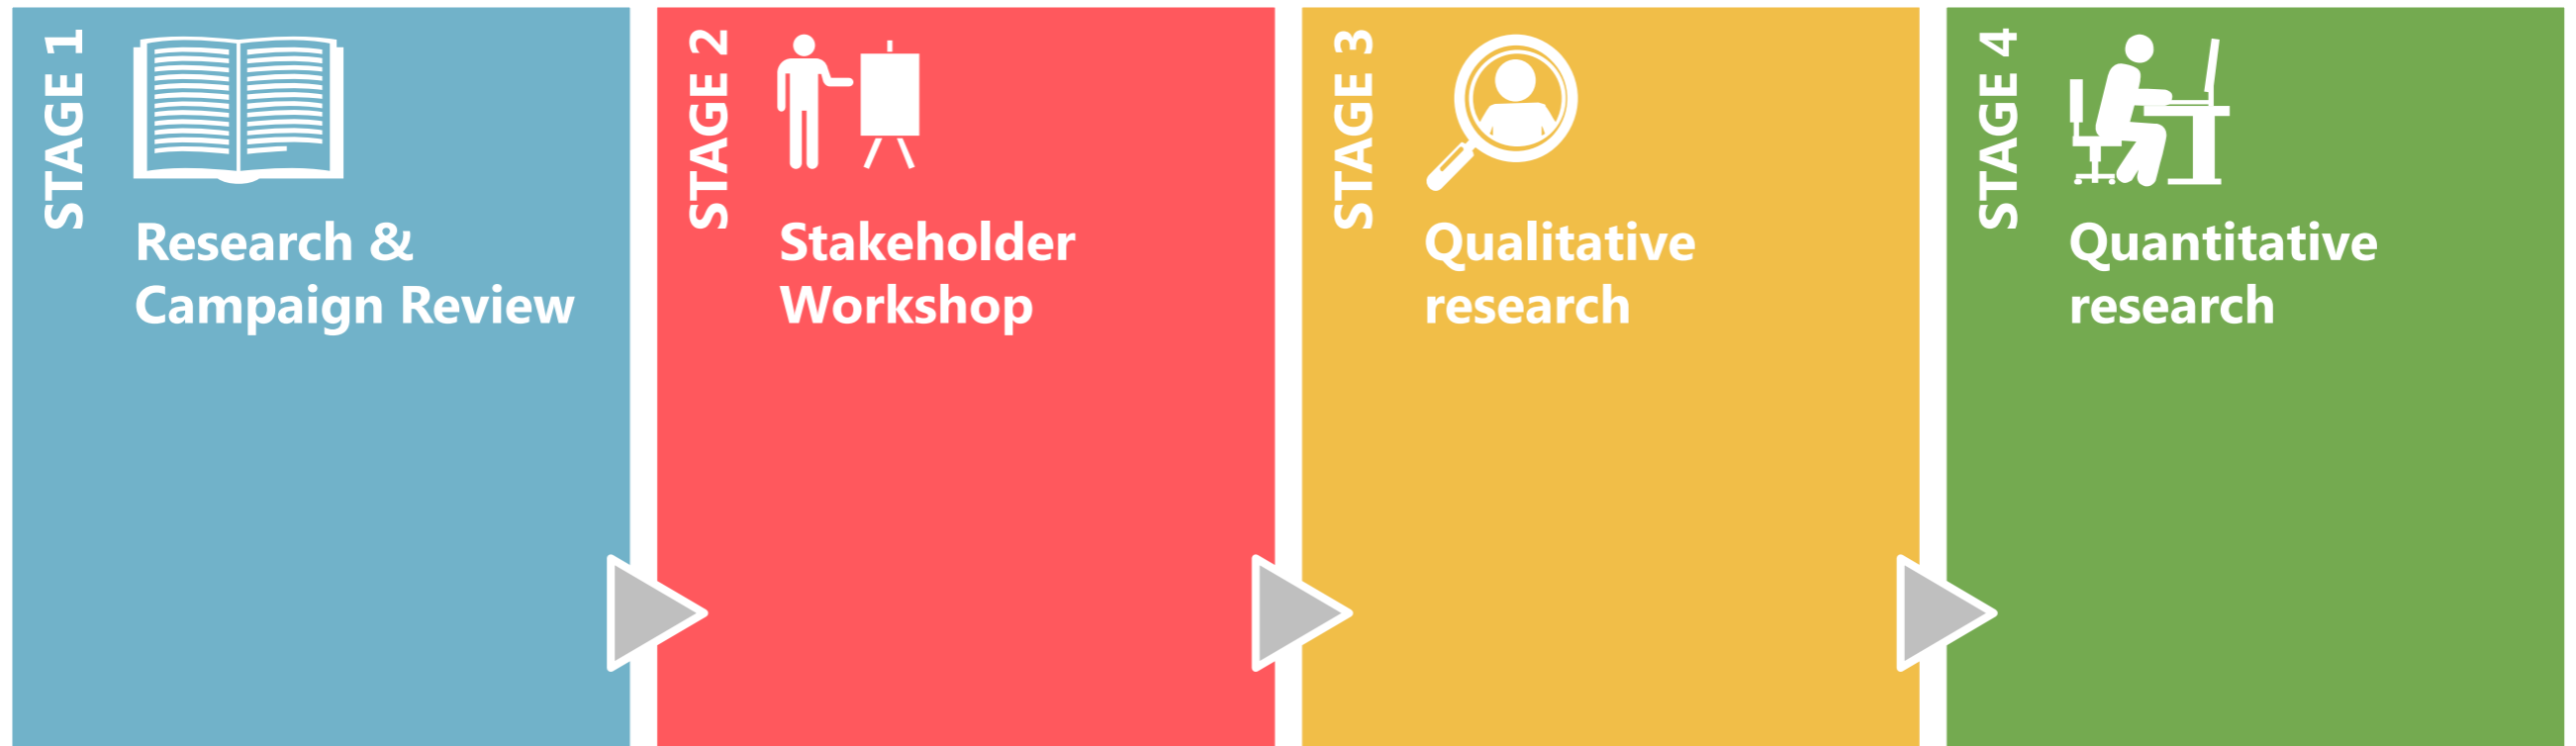 STAGE 1
Research &
Campaign Review
STAGE 2
Stakeholder
Workshop
STAGE 3
Qualitative
research
STAGE 4
Quantitative
research